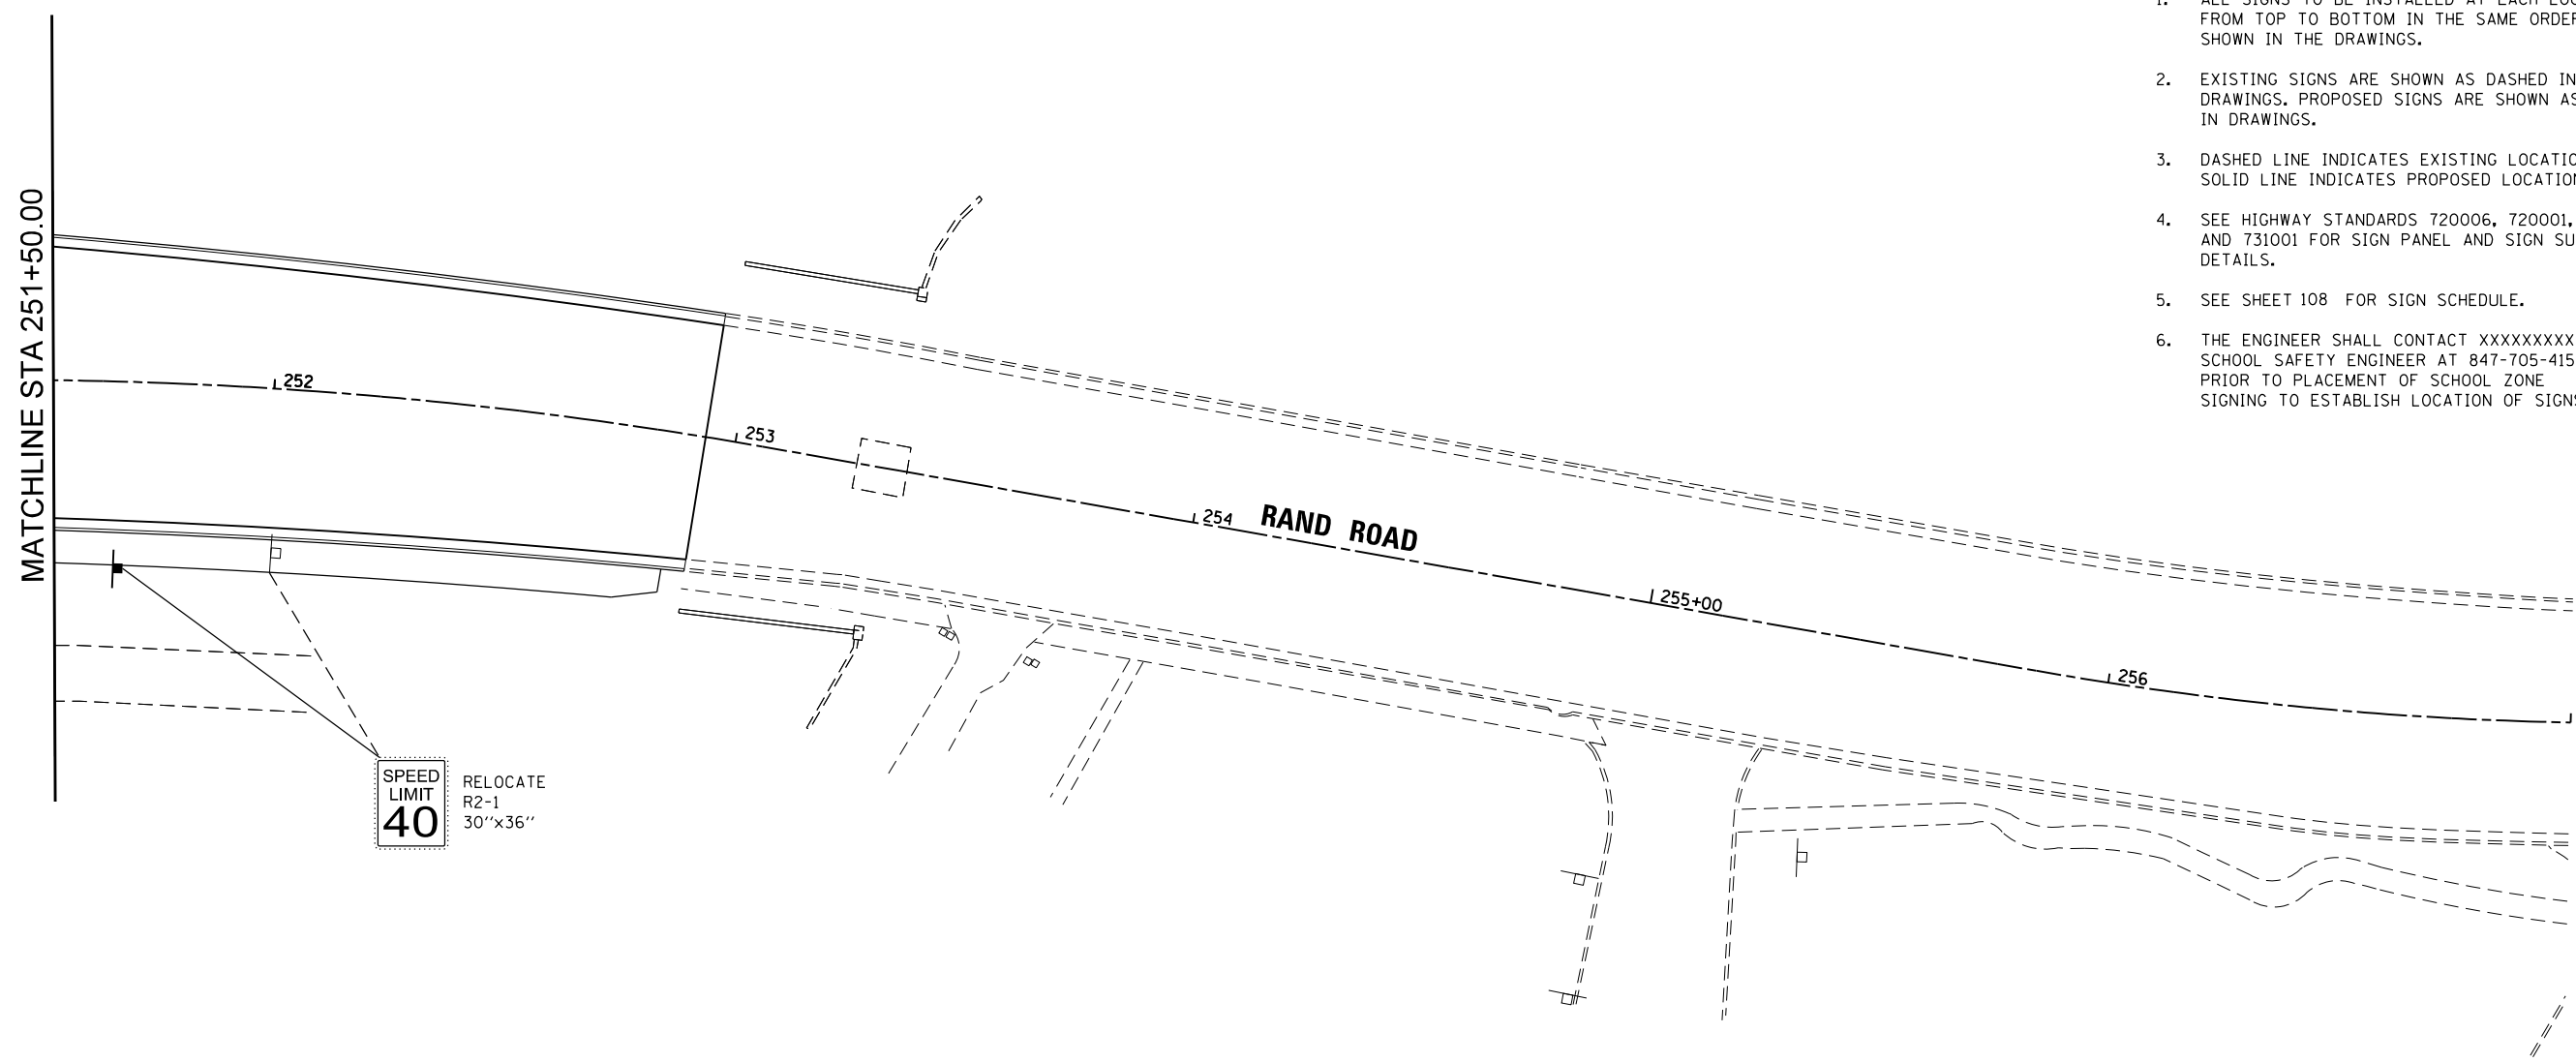 1. ALL SIGNS TO BE INSTALLED AT EACH
FROM TOP TO BOTTOM IN THE SAME ORDER
SHOWN IN THE DRAWINGS.
2. EXISTING SIGNS ARE SHOWN AS DASHED IN
DRAWINGS. PROPOSED SIGNS ARE SHOWN AS
IN DRAWINGS.
3. DASHED LINE INDICATES EXISTING
SOLID LINE INDICATES PROPOSED
4. SEE HIGHWAY STANDARDS 720006, 720001,
AND 731001 FOR SIGN PANEL AND SIGN
DETAILS.
5. SEE SHEET 108 FOR SIGN SCHEDULE.
6. THE ENGINEER SHALL CONTACT XXXXXXXXX
SCHOOL SAFETY ENGINEER AT 847-705-415
PRIOR TO PLACEMENT OF SCHOOL ZONE
SIGNING TO ESTABLISH LOCATION OF SIGNS
MATCHLINE STA 251+50.00
252
253
254
RAND ROAD
255+00
256
SPEED
LIMIT
40
RELOCATE
R2-1
30''x36''